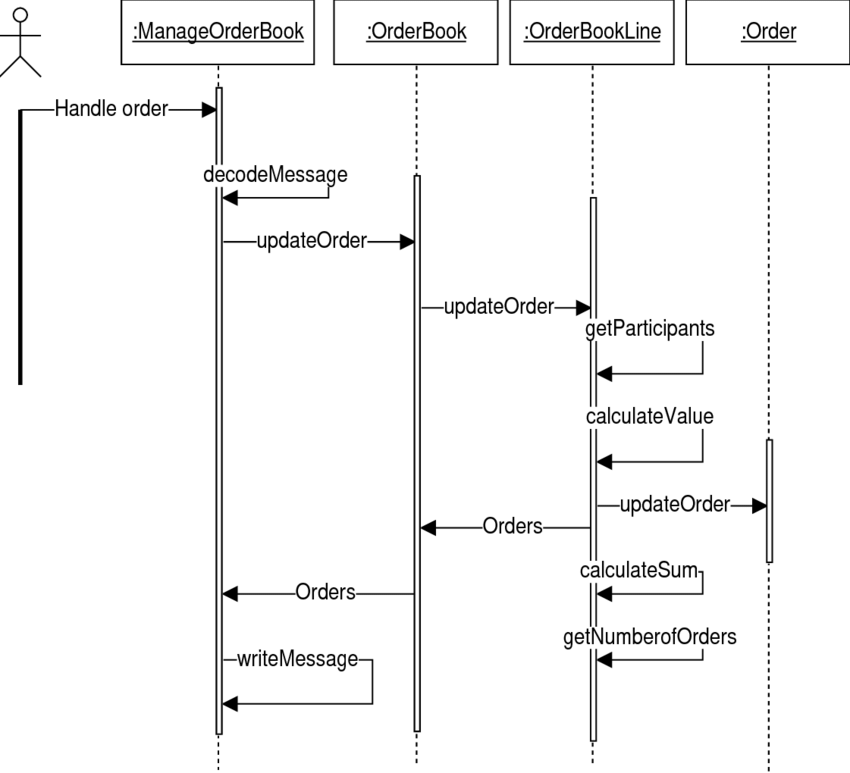 :ManageOrderBook
:OrderBook
:OrderBookLine
:Order
Handle order
decodeMessage
updateOrder
updateOrder
getParticipants
calculateValue
updateOrder
Orders
calculateSum
Orders
getNumberofOrders
writeMessage